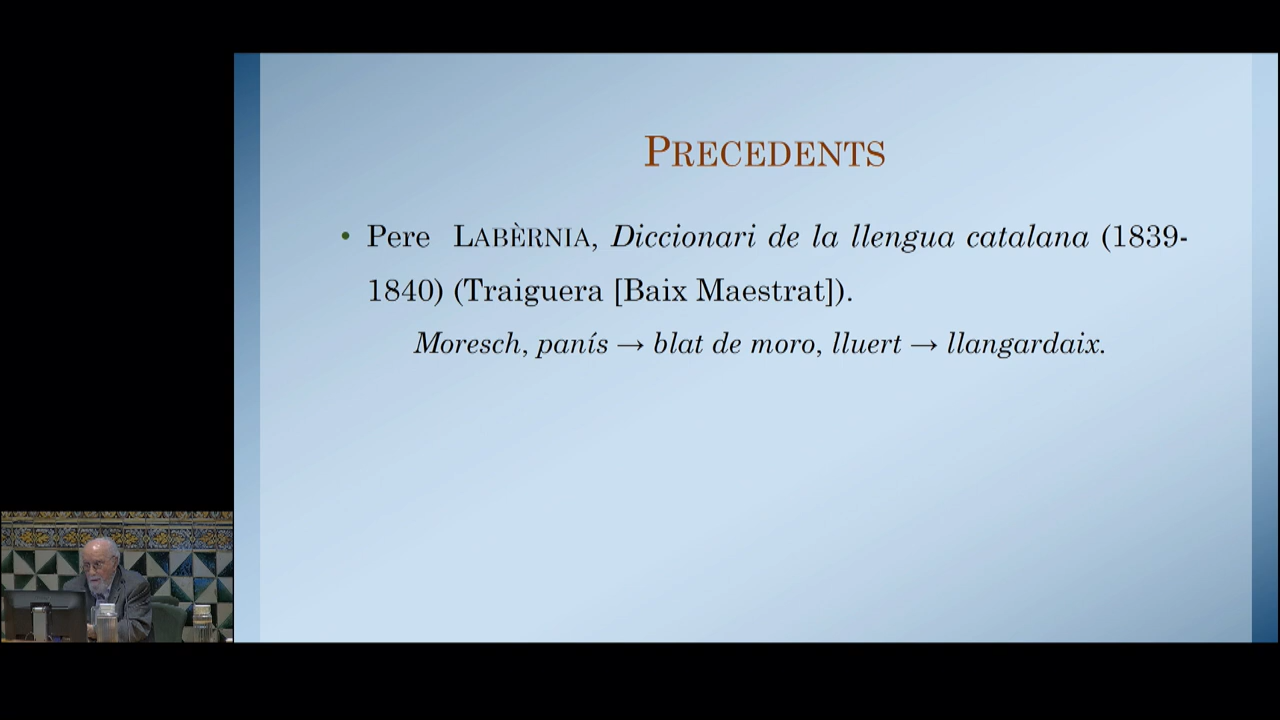 PRECEDENTS
• Pere LABÈRNIA, Diccionari de la llengua catalana (1839-
1840) (Traiguera [Baix Maestrat]).
Moresch, panís → blat de moro, lluert → llangardaix.